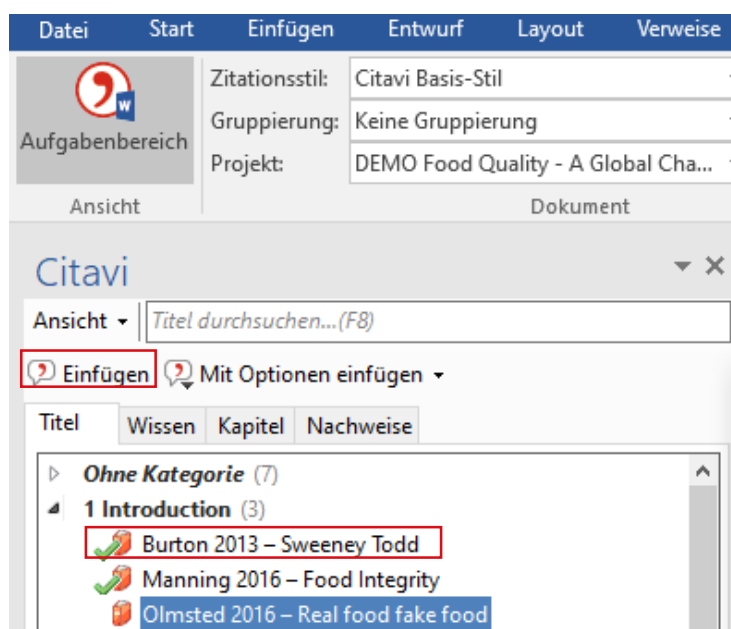 Datei Start Einfügen Entwurf Layout Verweise
Zitationsstil: Citavi Basis-Stil
Gruppierung: Keine Gruppierung
Aufgabenbereich
Projekt: DEMO Food Quality - A Global Cha...
Ansicht Dokument
Citavi
Ansicht Titel durchsuchen...(F8)
Einfügen Mit Optionen einfügen
Titel Wissen Kapitel Nachweise
Ohne Kategorie (7)
1 Introduction (3)
Burton 2013 – Sweeney Todd
Manning 2016 – Food Integrity
Olmsted 2016 – Real food fake food